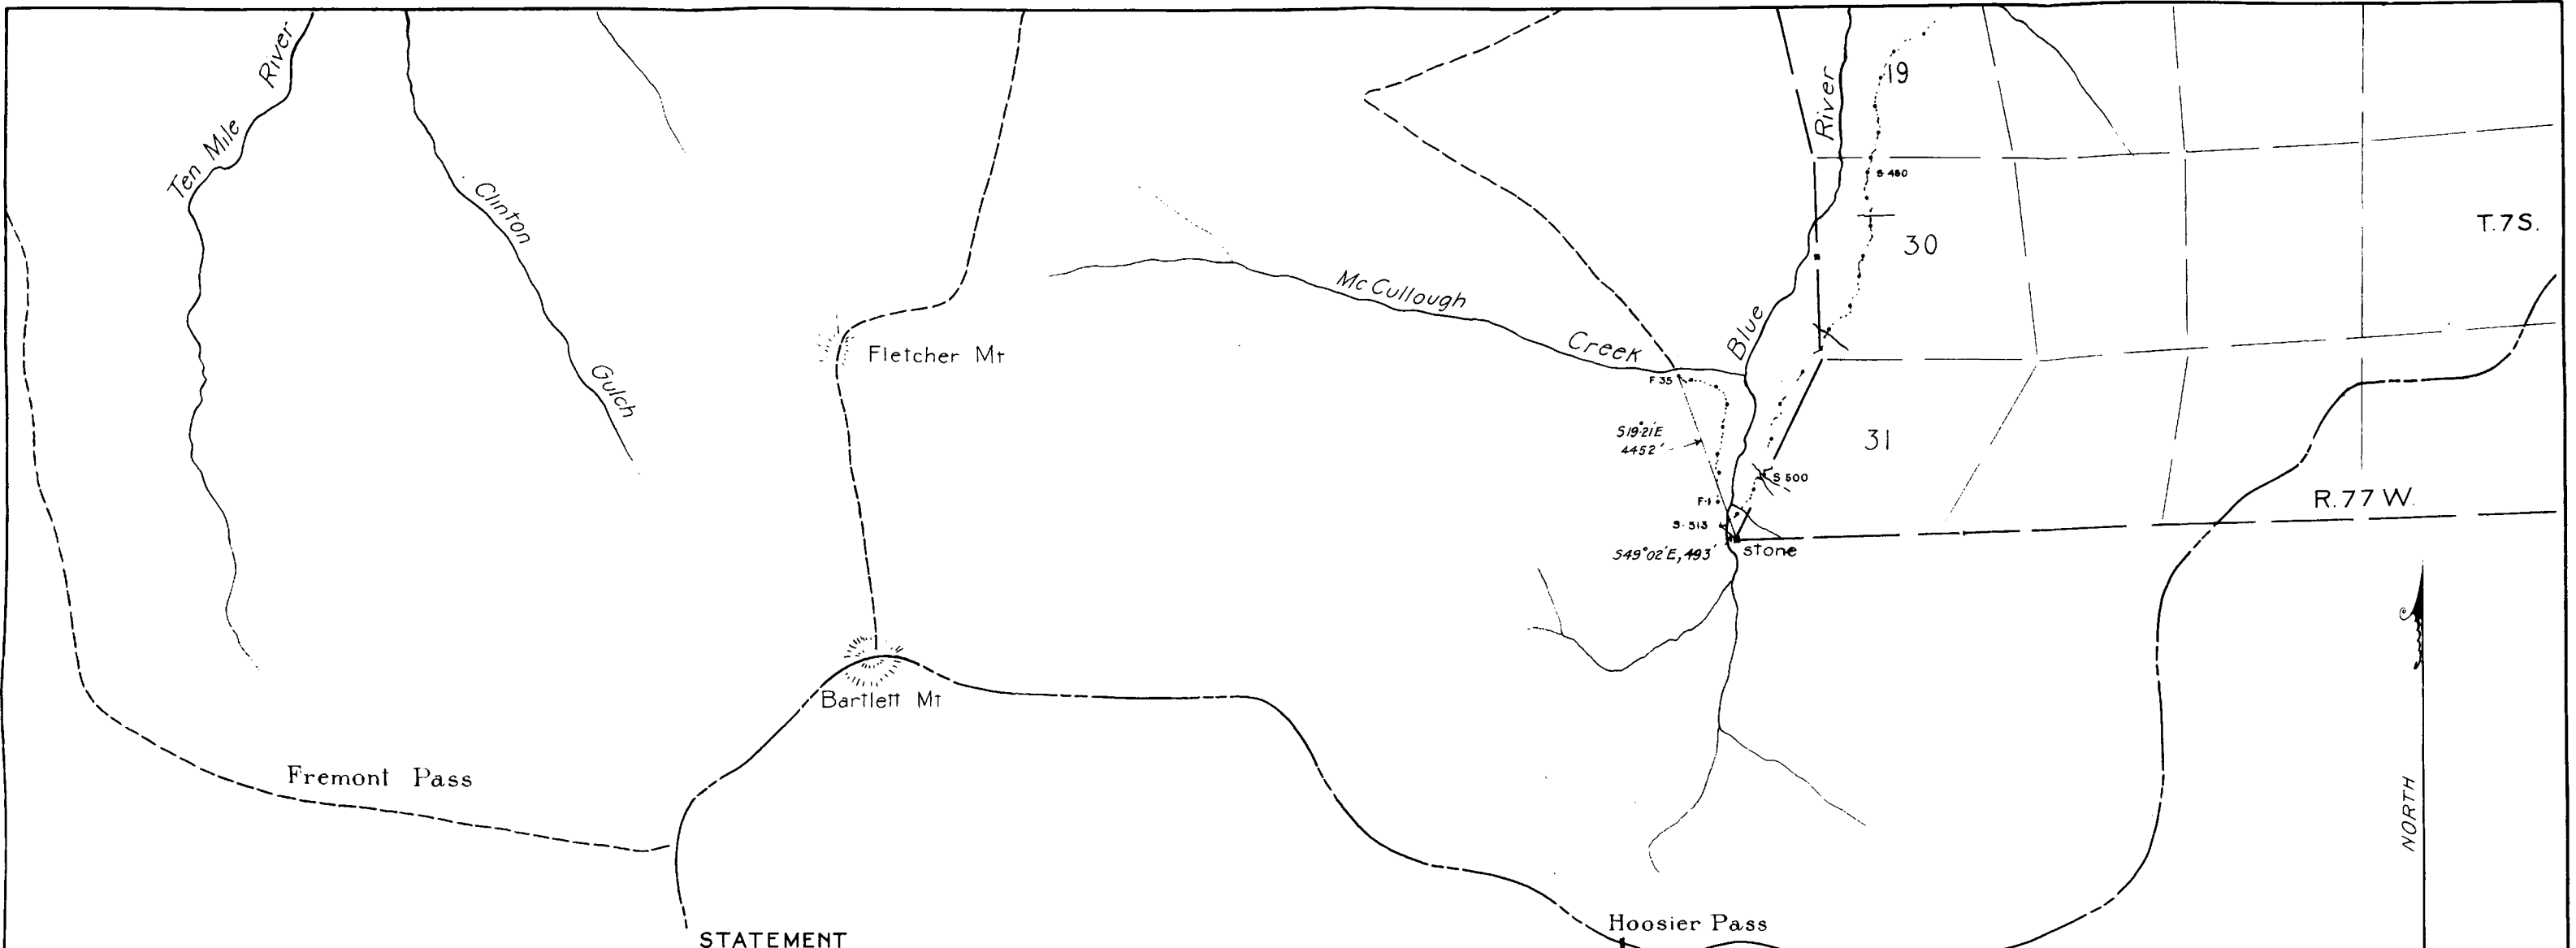 River
Ten Mile
Clinton
Gulch
Fletcher Mt
Bartlett Mt
Fremont Pass
STATEMENT
McCullough
Creek
Blue
River
19
S 480
30
T.7S.
31
F 35
S19°21'E
4452'
S 500
F-1
S-513
S49°02'E, 493'
stone
R.77 W.
NORTH
Hoosier Pass